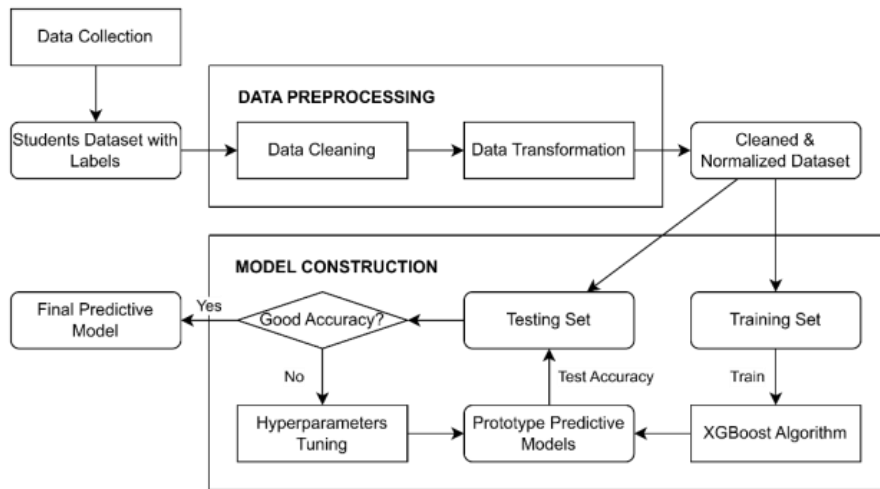 Data Collection
DATA PREPROCESSING
Students Dataset with
Labels
Data Cleaning
Data Transformation
Cleaned &
Normalized Dataset
MODEL CONSTRUCTION
Final Predictive
Model
Yes
Good Accuracy?
Testing Set
Training Set
No
Test Accuracy
Train
Hyperparameters
Tuning
Prototype Predictive
Models
XGBoost Algorithm